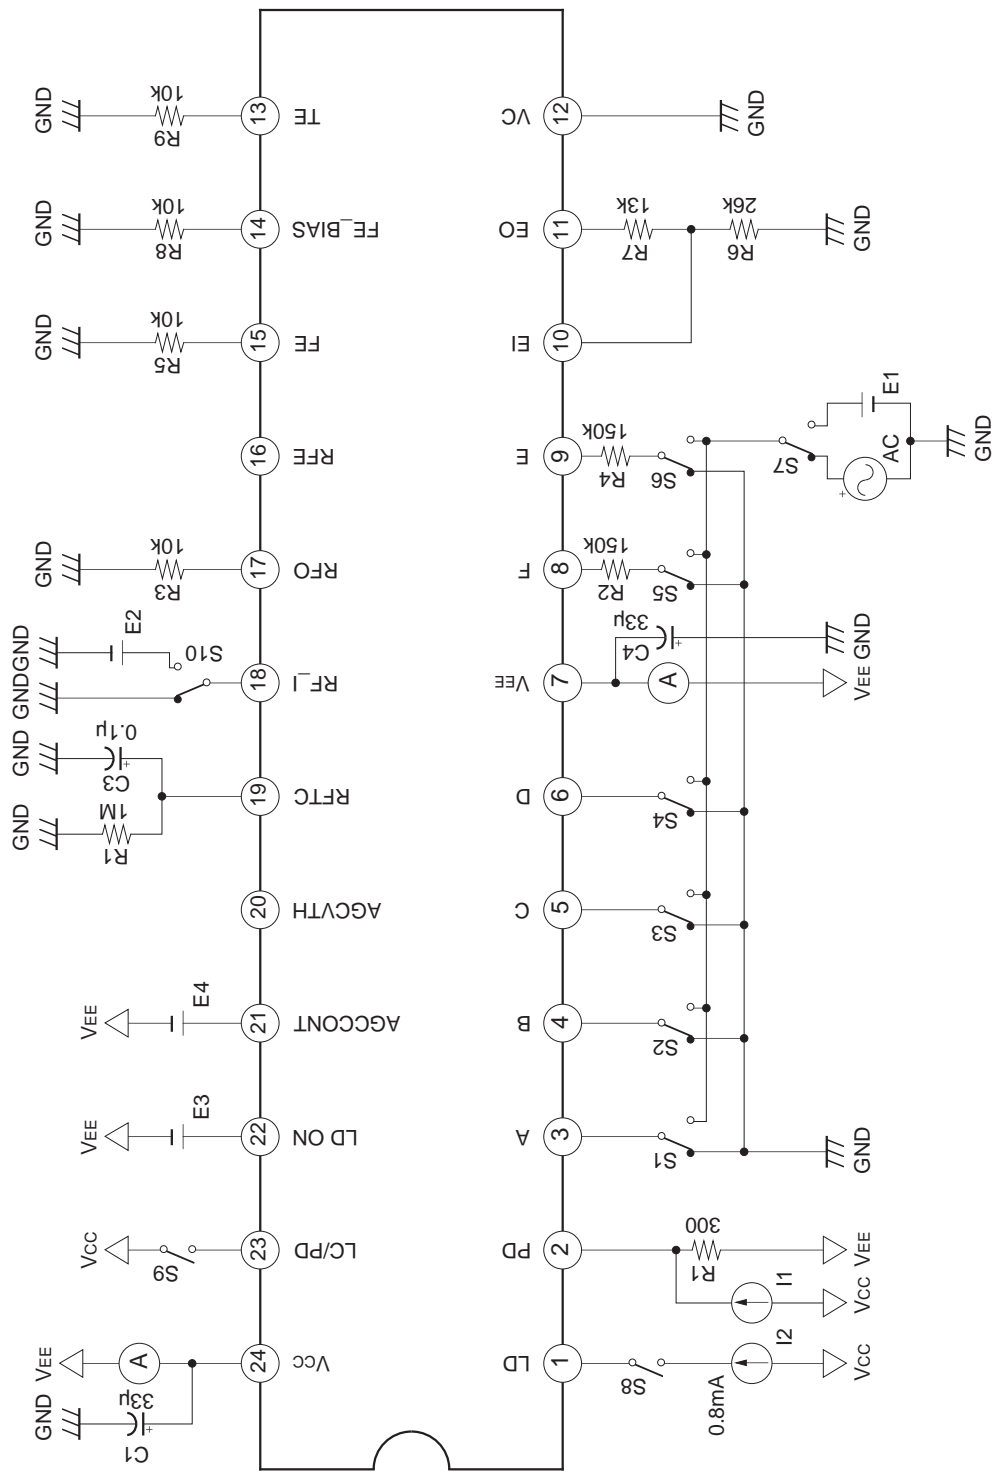 GND
10k
R9
13
TE
VC
12
GND
GND
10k
R8
14
FE_BIAS
EO
11
13k
R7
26k
R6
GND
GND
10k
R5
15
FE
EI
10
16
RFE
E
9
150k
R4
S6
S7
AC
+
E1
GND
GND
10k
R3
17
RFO
F
8
150k
R2
S5
GND
E2
S10
GND
18
RF_I
VEE
7
33µ
C4
+
GND
A
VEE
GND
0.1µ
C3
+
GND
1M
R1
19
RFTC
D
6
S4
20
AGCVTH
C
5
S3
VEE
E4
21
AGCCONT
B
4
S2
VEE
E3
22
LD ON
A
3
S1
GND
VCC
S9
23
LC/PD
PD
2
300
R1
VEE
I1
VCC
VEE
A
33µ
GND
C1
+
24
VCC
LD
1
S8
0.8mA
I2
VCC